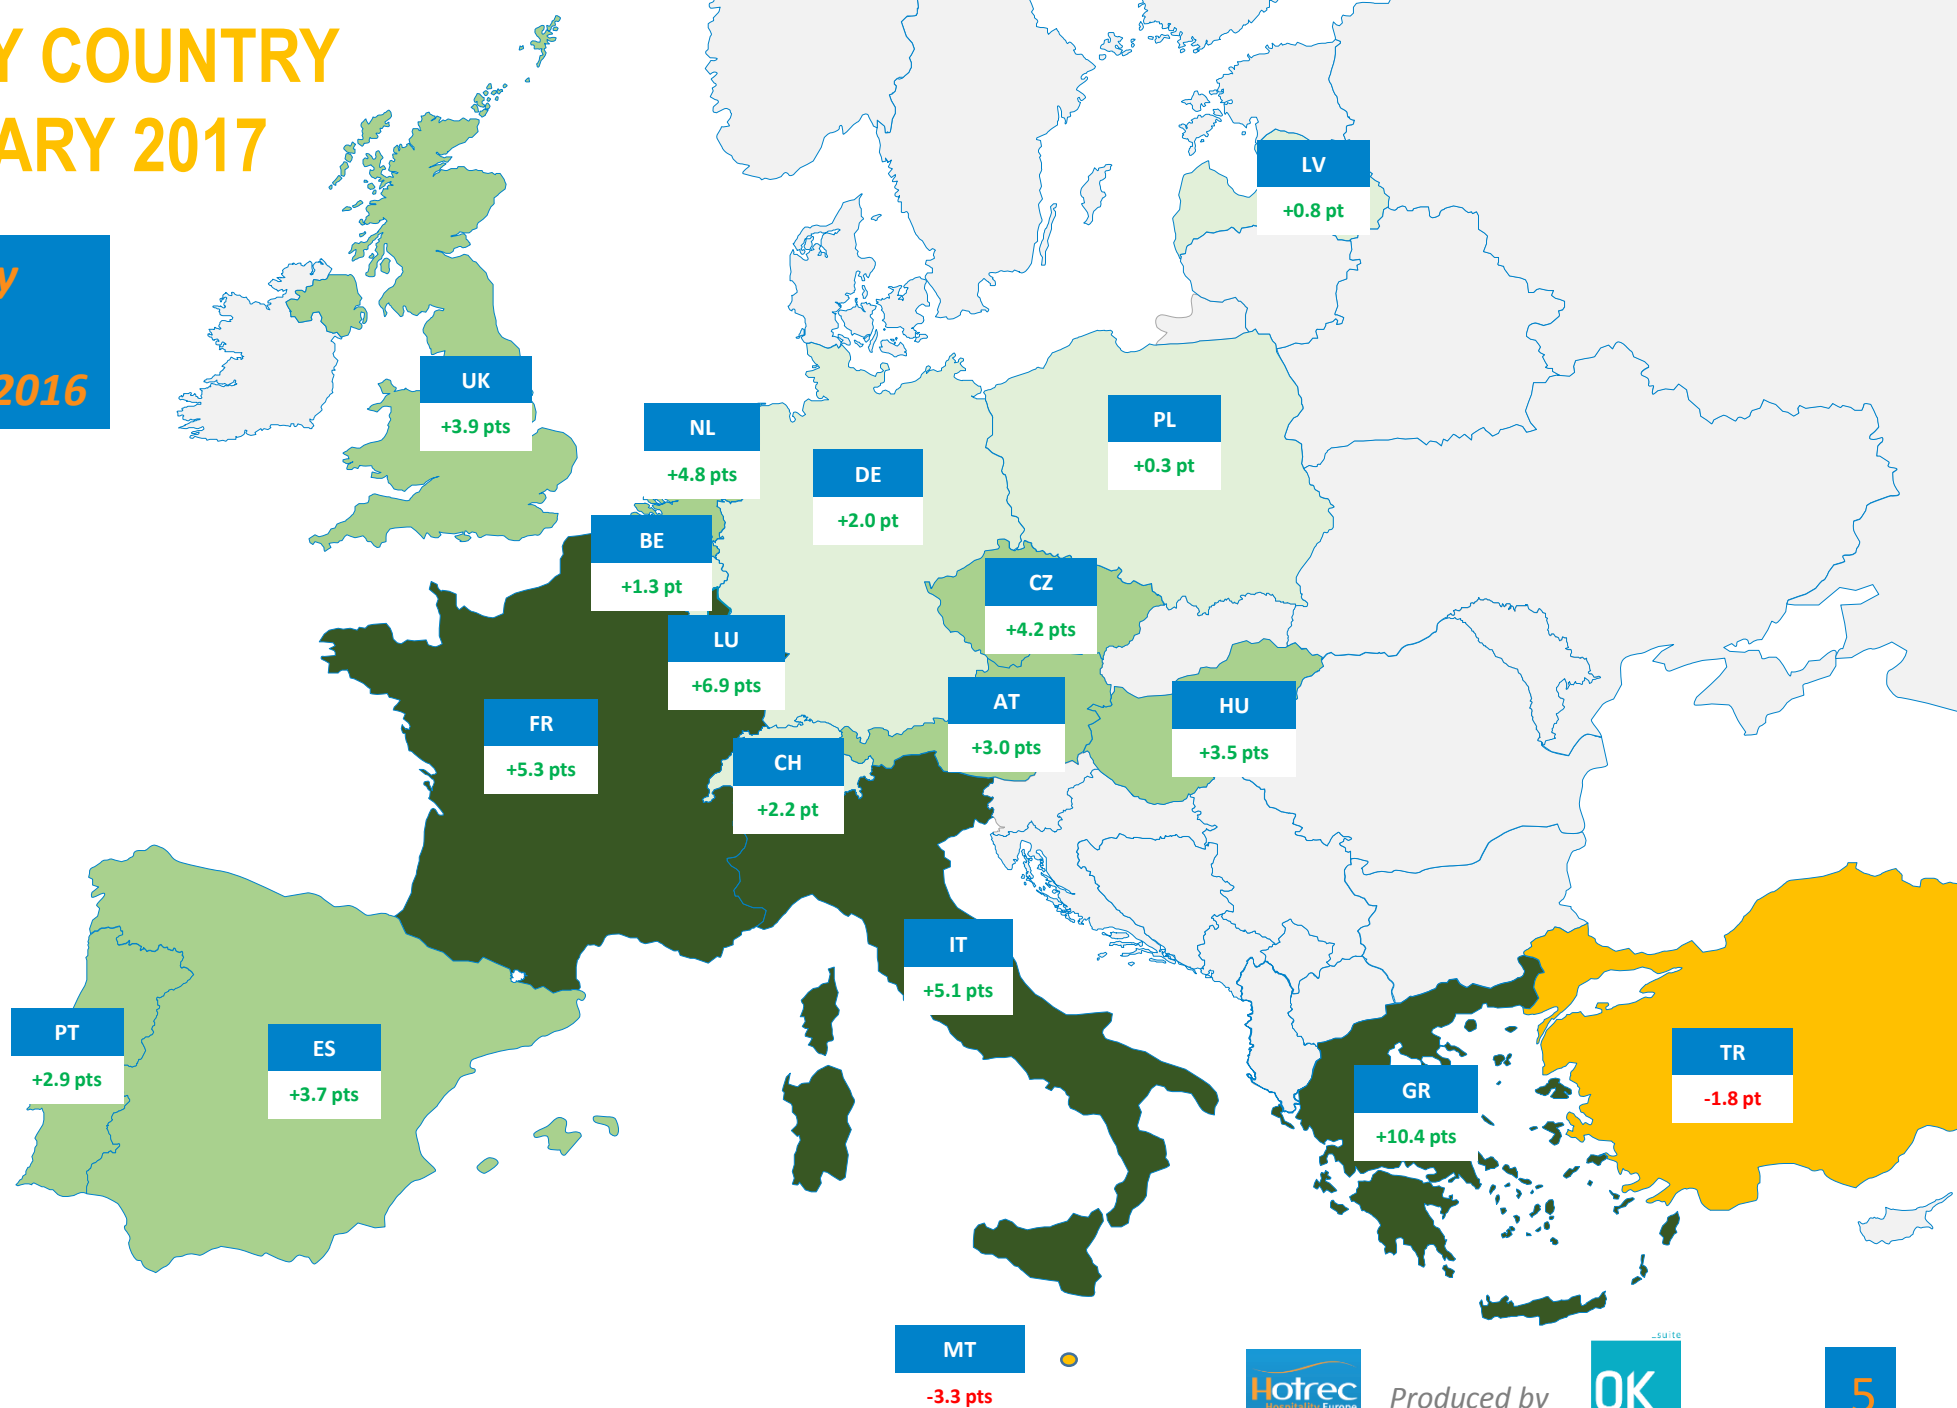 Y COUNTRY
ARY 2017
y
2016
LV
+0.8 pt
UK
+3.9 pts
NL
+4.8 pts
PL
+0.3 pt
DE
+2.0 pt
BE
+1.3 pt
CZ
+4.2 pts
LU
+6.9 pts
AT
+3.0 pts
HU
+3.5 pts
FR
+5.3 pts
CH
+2.2 pt
IT
+5.1 pts
PT
+2.9 pts
ES
+3.7 pts
TR
-1.8 pt
GR
+10.4 pts
MT
-3.3 pts
Hotrec
Hospitality Europe
Produced by
suite
OK
5